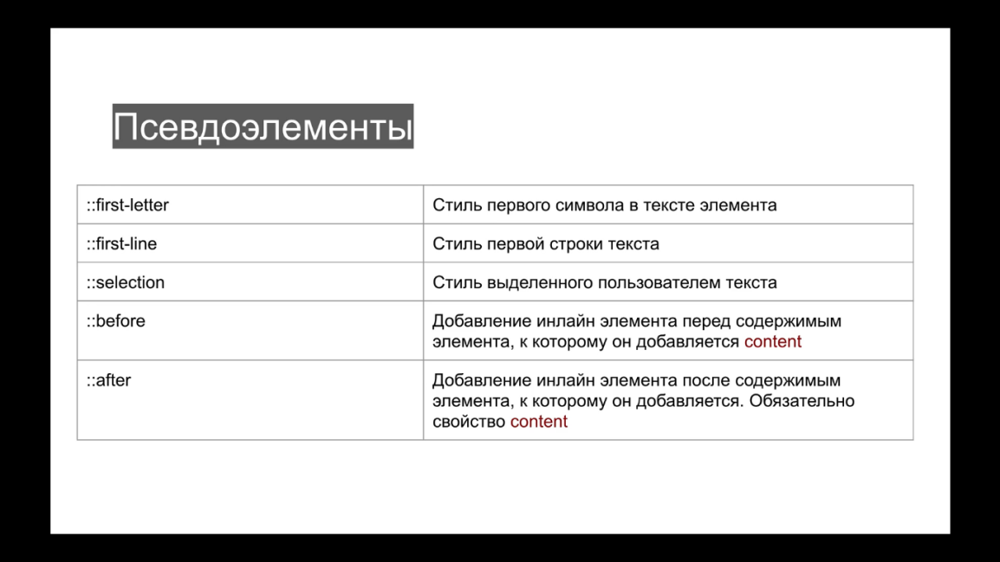 Псевдоэлементы
::first-letter
Стиль первого символа в тексте элемента
::first-line
Стиль первой строки текста
::selection
Стиль выделенного пользователем текста
::before
Добавление инлайн элемента перед содержимым
элемента, к которому он добавляется content
::after
Добавление инлайн элемента после содержимым
элемента, к которому он добавляется. Обязательно
свойство content